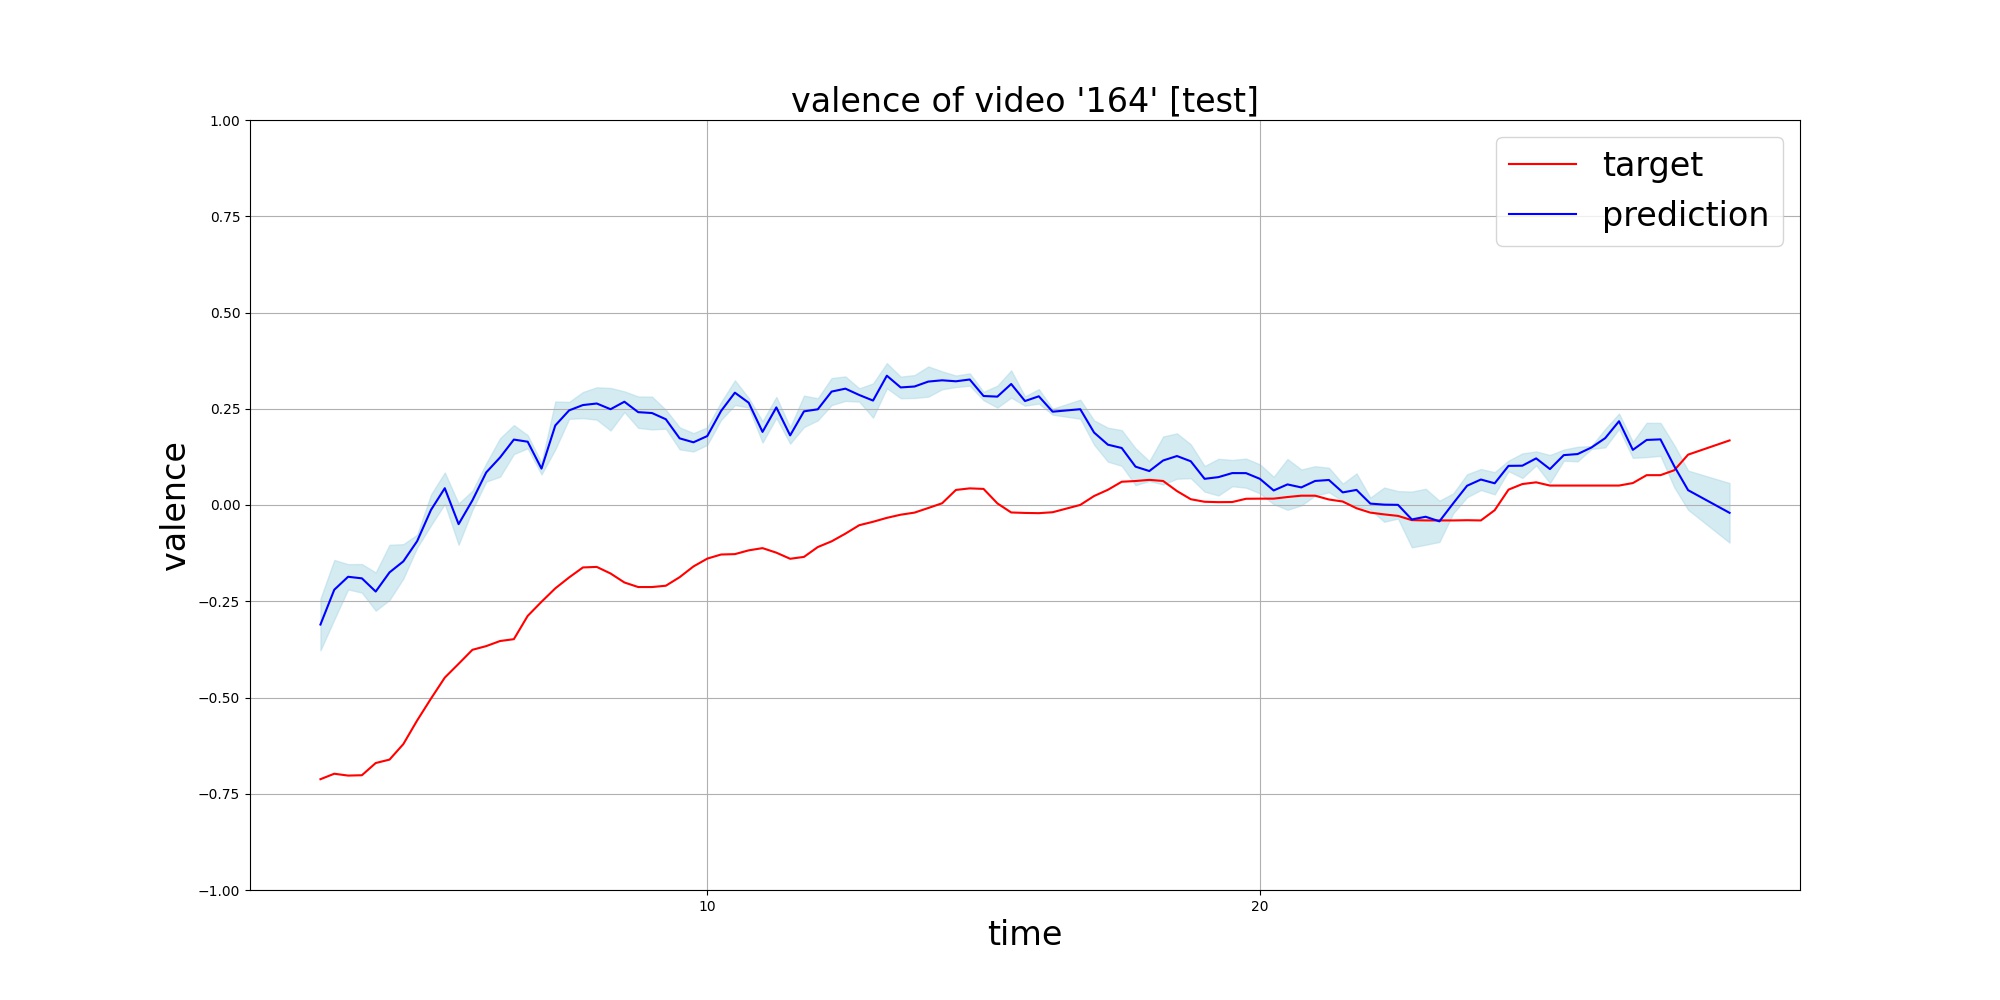 valence of video '164' [test]
1.00
0.75
0.50
0.25
0.00
−0.25
−0.50
−0.75
−1.00
valence
target
prediction
10
20
time